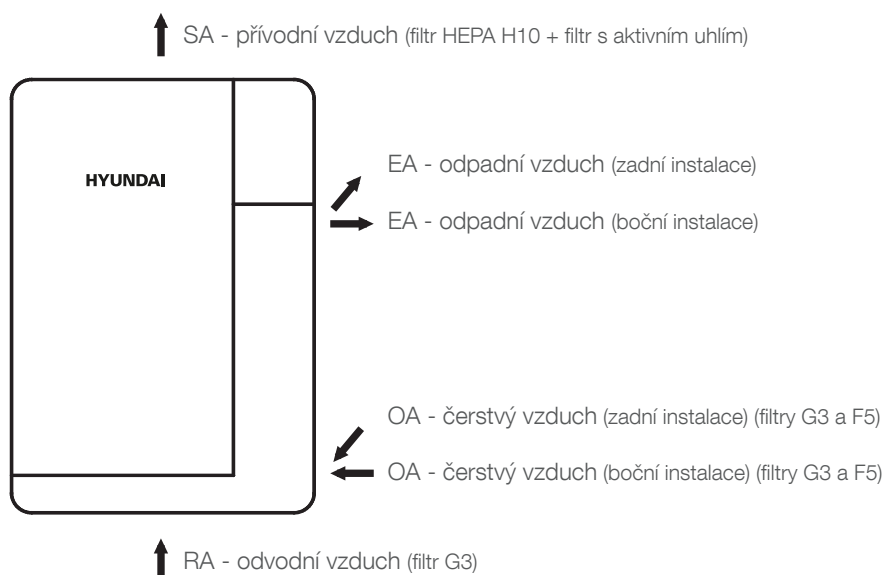 SA - přívodní vzduch (filtr HEPA H10 + filtr s aktivním uhlím)
HYUNDAI
EA - odpadní vzduch (zadní instalace)
EA - odpadní vzduch (boční instalace)
OA - čerstvý vzduch (zadní instalace) (filtry G3 a F5)
OA - čerstvý vzduch (boční instalace) (filtry G3 a F5)
RA - odvodní vzduch (filtr G3)